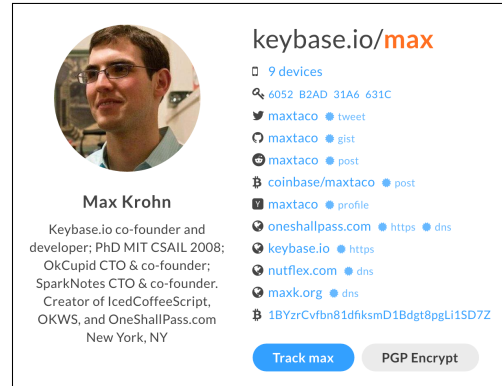 keybase.io/max
9 devices
6052 B2AD 31A6 631C
maxtaco tweet
maxtaco gist
maxtaco post
coinbase/maxtaco post
maxtaco profile
oneshallpass.com https dns
keybase.io https
nutflex.com dns
maxk.org dns
1BYzrCvfbn81dfiksmD1Bdgt8pgLi1SD7Z
Track max PGP Encrypt
Max Krohn
Keybase.io co-founder and
developer; PhD MIT CSAIL 2008;
OkCupid CTO & co-founder;
SparkNotes CTO & co-founder.
Creator of IcedCoffeeScript,
OKWS, and OneShallPass.com
New York, NY